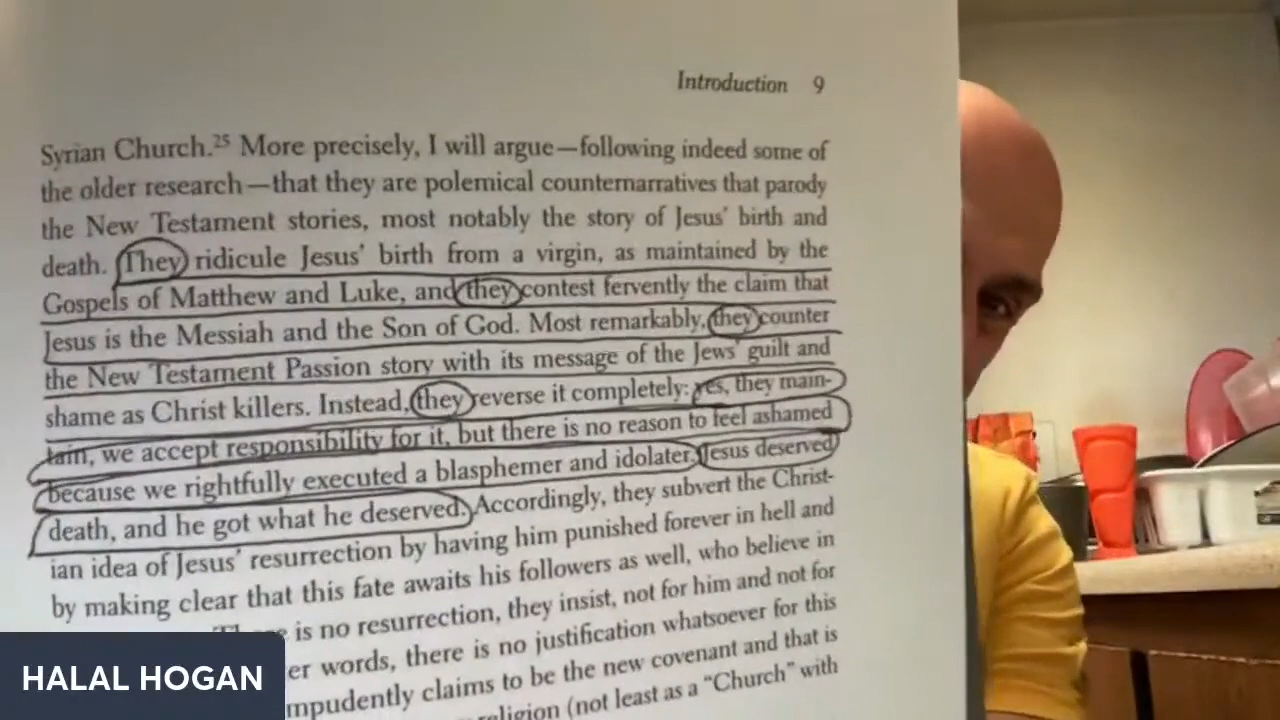 Introduction 9
Syrian Church.25 More precisely, I will argue—following indeed some of
the older research—that they are polemical counternarratives that parody
the New Testament stories, most notably the story of Jesus' birth and
death. They ridicule Jesus' birth from a virgin, as maintained by the
Gospels of Matthew and Luke, and they contest fervently the claim that
Jesus is the Messiah and the Son of God. Most remarkably, they counter
the New Testament Passion story with its message of the Jews' guilt and
shame as Christ killers. Instead, they reverse it completely: yes, they main-
tain, we accept responsibility for it, but there is no reason to feel ashamed
because we rightfully executed a blasphemer and idolater. Jesus deserved
death, and he got what he deserved. Accordingly, they subvert the Christ-
ian idea of Jesus' resurrection by having him punished forever in hell and
by making clear that this fate awaits his followers as well, who believe in
is no resurrection, they insist, not for him and not for
er words, there is no justification whatsoever for this
mpudently claims to be the new covenant and that is
religion (not least as a "Church" with
HALAL HOGAN